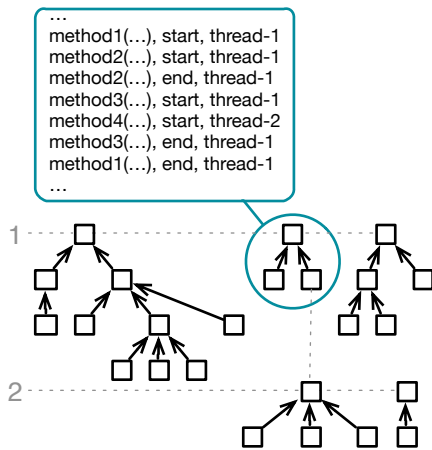 ...
method1(...), start, thread-1
method2(...), start, thread-1
method2(...), end, thread-1
method3(...), start, thread-1
method4(...), start, thread-2
method3(...), end, thread-1
method1(...), end, thread-1
...
1
2